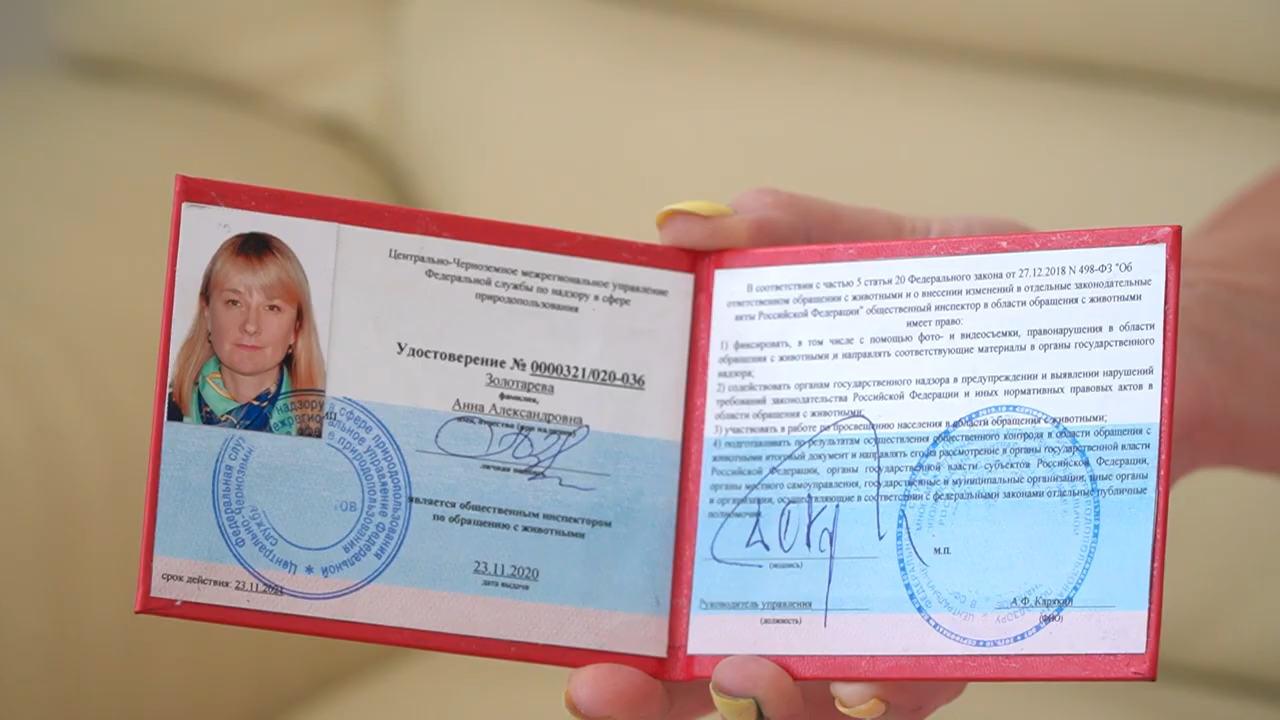 Центрально-Черноземное межрегиональное управление
Федеральной службы по надзору в сфере
природопользования
Удостоверение № 0000321/020-036
Золотарева
фамилия,
Анна Александровна
имя, отчество (при наличии)
личная подпись
является общественным инспектором
по обращению с животными
23.11.2020
дата выдачи
срок действия: 23.11.2021
В соответствии с частью 5 статьи 20 Федерального закона от 27.12.2018 N 498-ФЗ "Об
ответственном обращении с животными и о внесении изменений в отдельные законодательные
акты Российской Федерации" общественный инспектор в области обращения с животными
имеет право:
1) фиксировать, в том числе с помощью фото- и видеосъемки, правонарушения в области
обращения с животными и направлять соответствующие материалы в органы государственного
надзора;
2) содействовать органам государственного надзора в предупреждении и выявлении нарушений
требований законодательства Российской Федерации и иных нормативных правовых актов в
области обращения с животными;
3) участвовать в работе по просвещению населения в области обращения с животными;
4) подготавливать по результатам осуществления общественного контроля в области обращения с
животными итоговый документ и направлять его на рассмотрение в органы государственной власти
Российской Федерации, органы государственной власти субъектов Российской Федерации,
органы местного самоуправления, государственные и муниципальные организации, иные органы
и организации, осуществляющие в соответствии с федеральными законами отдельные публичные
полномочия.
(подпись)
М.П.
Руководитель управления
А.Ф. Карякин
(должность)
(ФИО)